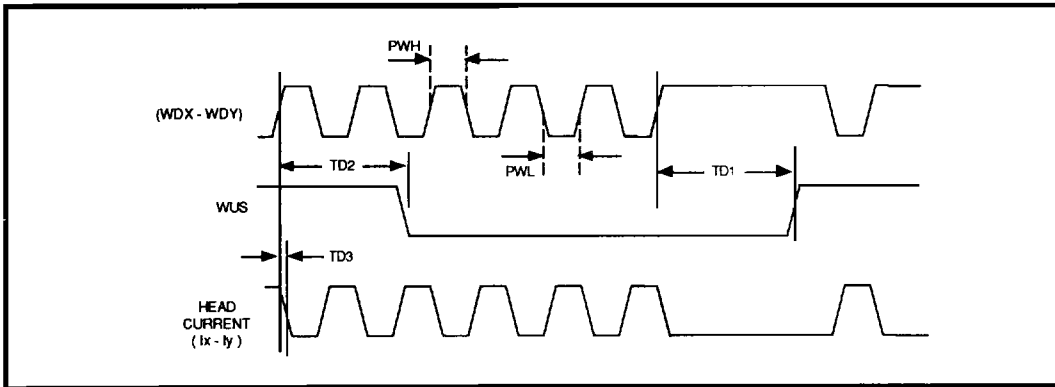 PWH
(WDX - WDY)
TD2
PWL
TD1
WUS
TD3
HEAD
CURRENT
( Ix - Iy )